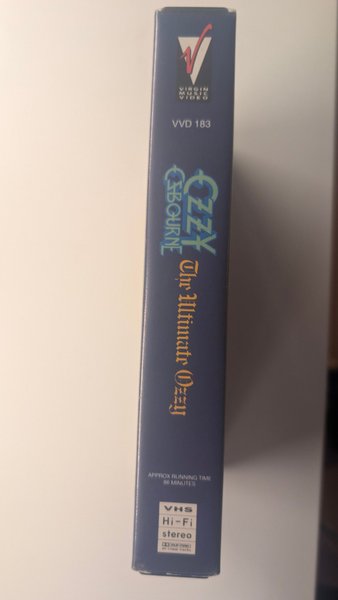 VIRGIN
MUSIC
VIDEO
VVD 183
OZZY
OSBOURNE
The Ultimate Ozzy
APPROX RUNNING TIME
88 MINUTES
VHS
Hi-Fi
stereo